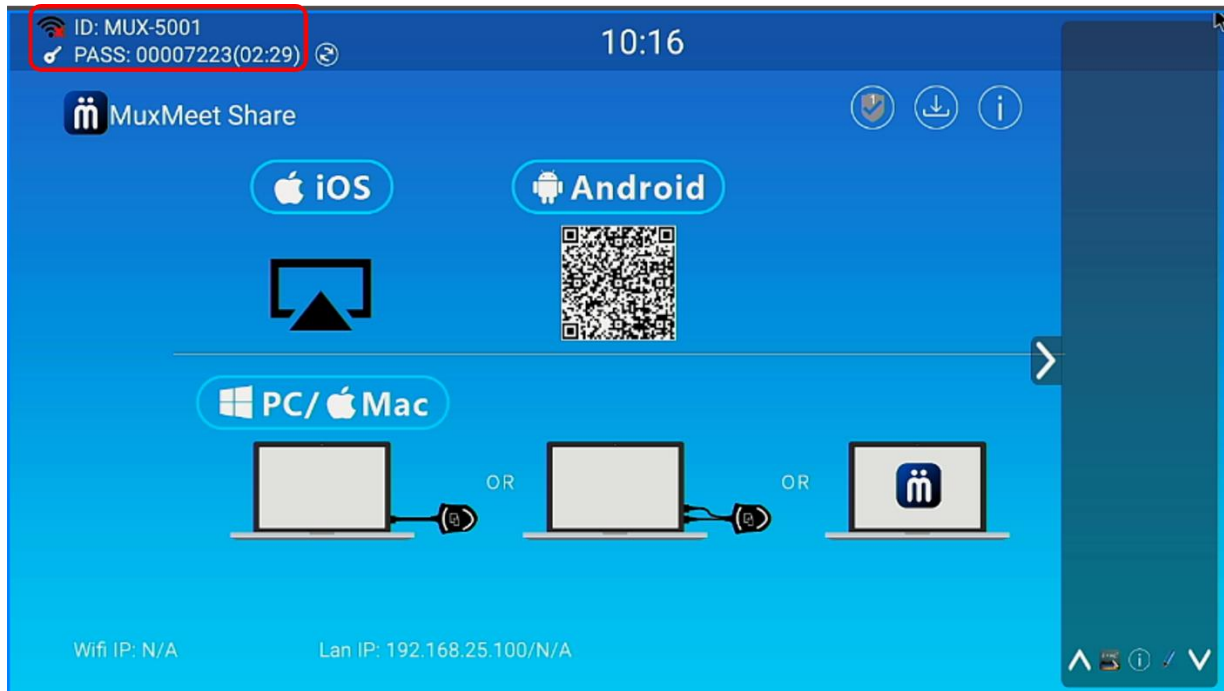 ID: MUX-5001
PASS: 00007223(02:29)
10:16
MuxMeet Share
1
i
iOS
Android
PC/ Mac
OR
OR
Wifi IP: N/A
Lan IP: 192.168.25.100/N/A